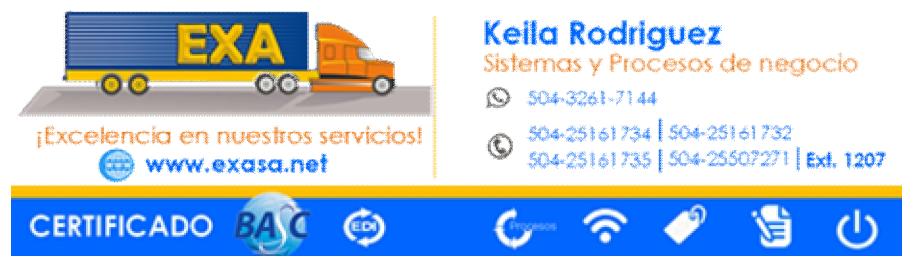 EXA
¡Excelencia en nuestros servicios!
www.exasa.net
Keila Rodriguez
Sistemas y Procesos de negocio
504-3261-7144
504-25161734 | 504-25161732
504-25161735 | 504-25507271 | Ext. 1207
CERTIFICADO BASC EDI Procesos